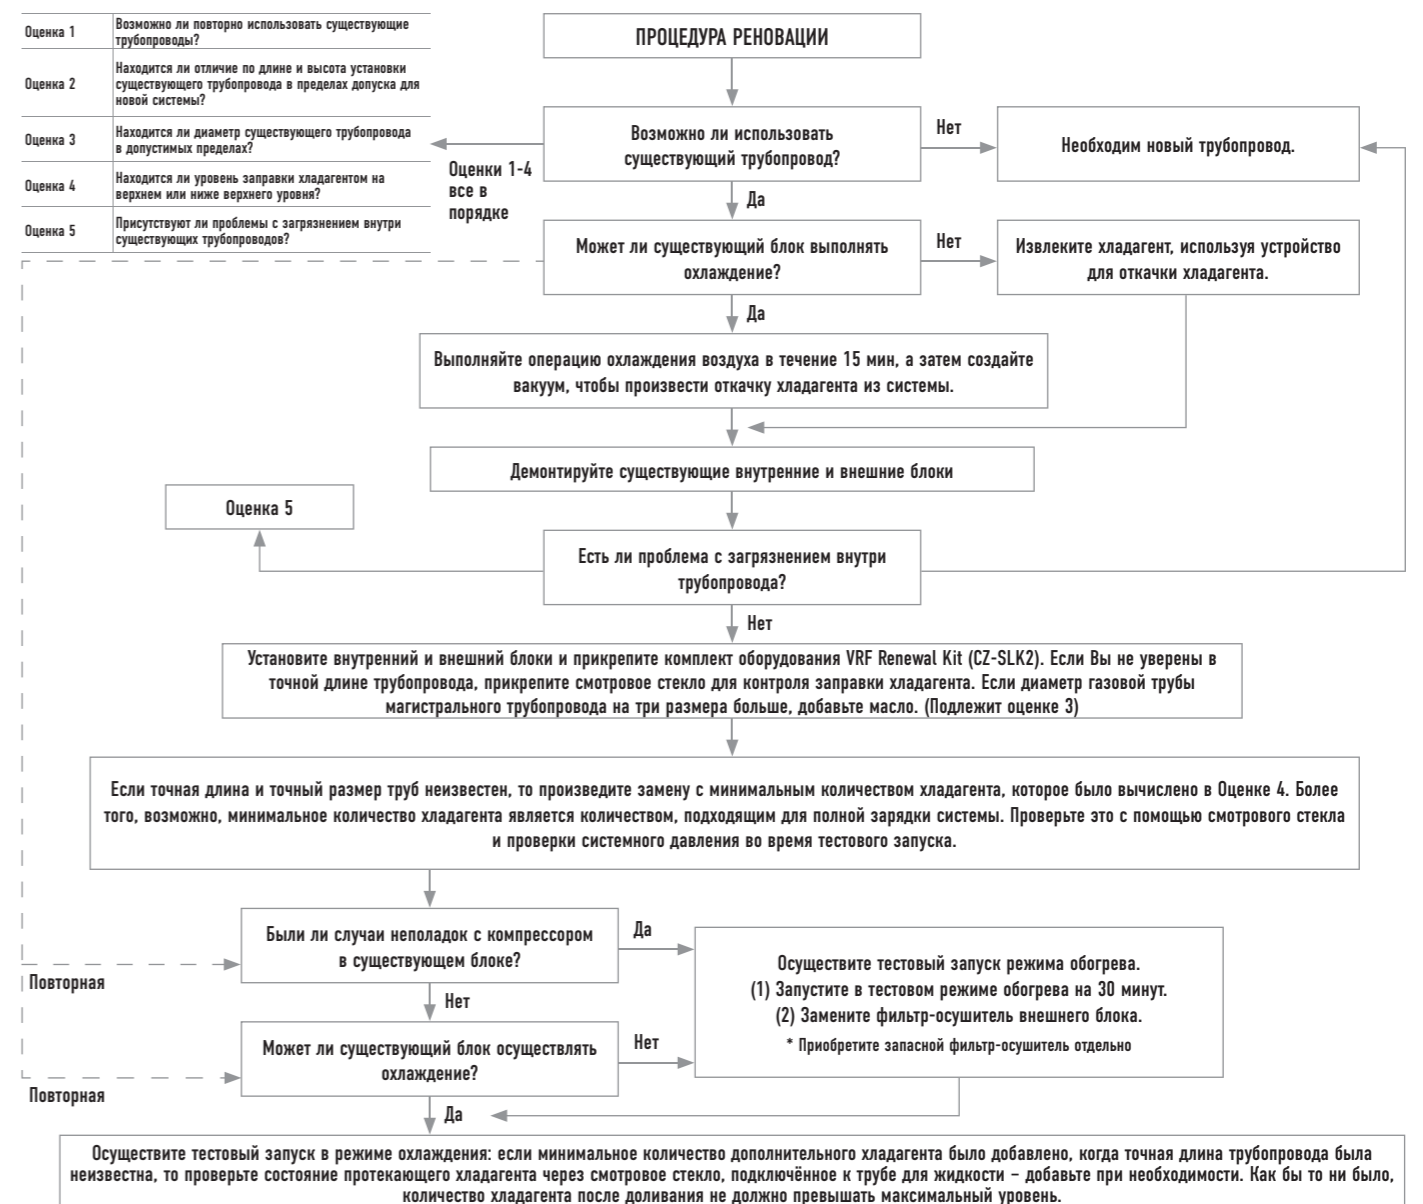 Оценка 1
Возможно ли повторно использовать существующие
трубопроводы?
Оценка 2
Находится ли отличие по длине и высота установки
существующего трубопровода в пределах допуска для
новой системы?
Оценка 3
Находится ли диаметр существующего трубопровода
в допустимых пределах?
Оценка 4
Находится ли уровень заправки хладагентом на
верхнем или ниже верхнего уровня?
Оценка 5
Присутствуют ли проблемы с загрязнением внутри
существующих трубопроводов?
ПРОЦЕДУРА РЕНОВАЦИИ
Возможно ли использовать
существующий трубопровод?
Нет
Необходим новый трубопровод.
Оценки 1-4
все в
порядке
Да
Может ли существующий блок выполнять
охлаждение?
Нет
Извлеките хладагент, используя устройство
для откачки хладагента.
Да
Выполняйте операцию охлаждения воздуха в течение 15 мин, а затем создайте
вакуум, чтобы произвести откачку хладагента из системы.
Демонтируйте существующие внутренние и внешние блоки
Оценка 5
Есть ли проблема с загрязнением внутри
трубопровода?
Нет
Установите внутренний и внешний блоки и прикрепите комплект оборудования VRF Renewal Kit (CZ-SLK2). Если Вы не уверены в
точной длине трубопровода, прикрепите смотровое стекло для контроля заправки хладагента. Если диаметр газовой трубы
магистрального трубопровода на три размера больше, добавьте масло. (Подлежит оценке 3)
Если точная длина и точный размер труб неизвестен, то произведите замену с минимальным количеством хладагента, которое было вычислено в Оценке 4. Более
того, возможно, минимальное количество хладагента является количеством, подходящим для полной зарядки системы. Проверьте это с помощью смотрового стекла
и проверки системного давления во время тестового запуска.
Были ли случаи неполадок с компрессором
в существующем блоке?
Да
Повторная
Нет
Осуществите тестовый запуск режима обогрева.
(1) Запустите в тестовом режиме обогрева на 30 минут.
(2) Замените фильтр-осушитель внешнего блока.
* Приобретите запасной фильтр-осушитель отдельно
Может ли существующий блок осуществлять
охлаждение?
Нет
Повторная
Да
Осуществите тестовый запуск в режиме охлаждения: если минимальное количество дополнительного хладагента было добавлено, когда точная длина трубопровода была
неизвестна, то проверьте состояние протекающего хладагента через смотровое стекло, подключённое к трубе для жидкости – добавьте при необходимости. Как бы то ни было,
количество хладагента после доливания не должно превышать максимальный уровень.